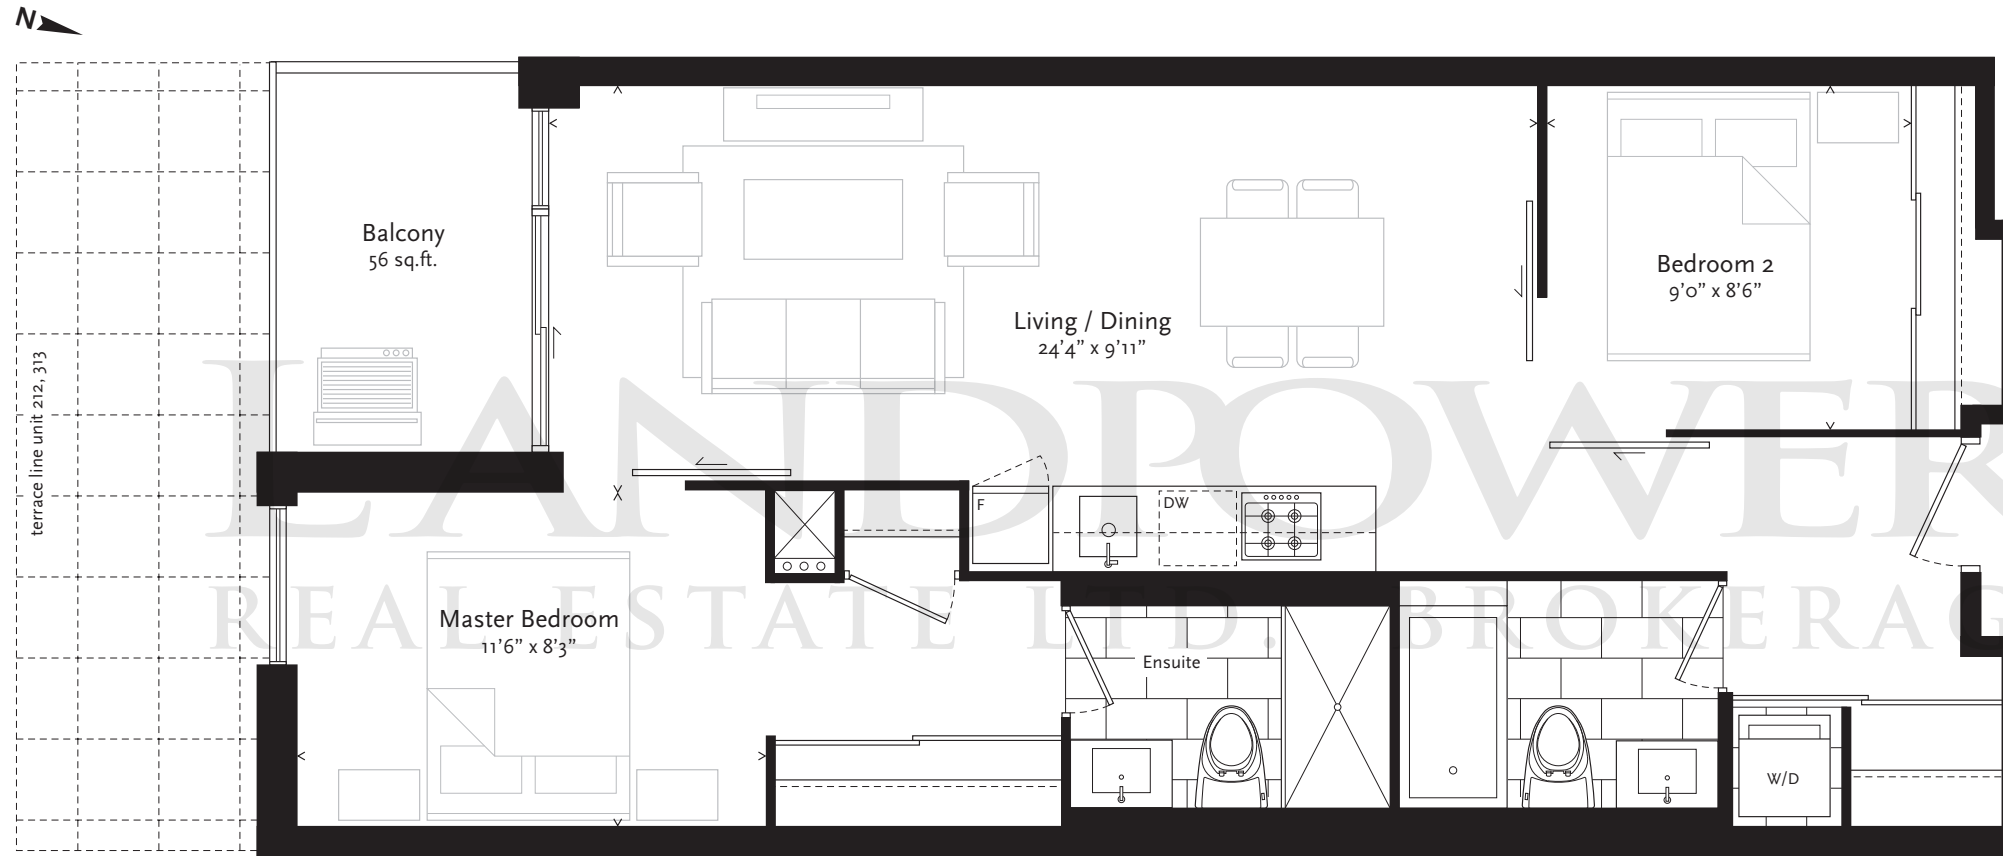 N
Balcony
56 sq.ft.
Bedroom 2
9'0" x 8'6"
Living / Dining
24'4" x 9'11"
terrace line unit 212, 313
LANDPOWER
REAL ESTATE LTD. BROKERAG
F
DW
Master Bedroom
11'6" x 8'3"
Ensuite
W/D